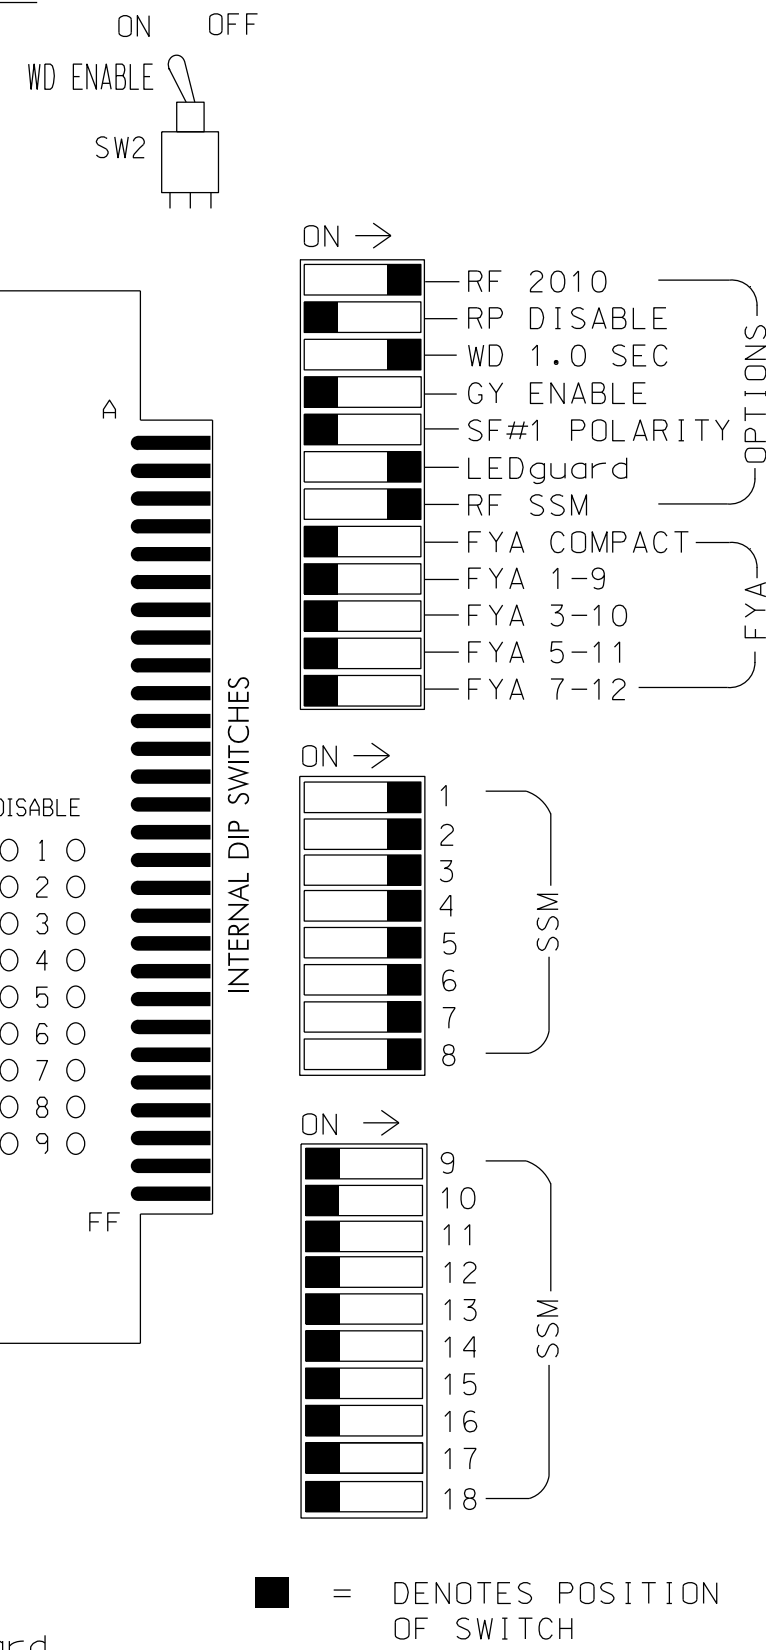 ON OFF
WD ENABLE
SW2
ON
RF 2010
RP DISABLE
WD 1.0 SEC
GY ENABLE
SF#1 POLARITY
LEDguard
RF SSM
OPTIONS
FYA COMPACT
FYA 1-9
FYA 3-10
FYA 5-11
FYA 7-12
FYA
A
FF
INTERNAL DIP SWITCHES
DISABLE
1
2
3
4
5
6
7
8
9
ON
1
2
3
4
5
6
7
8
SSM
ON
9
10
11
12
13
14
15
16
17
18
SSM
= DENOTES POSITION
OF SWITCH